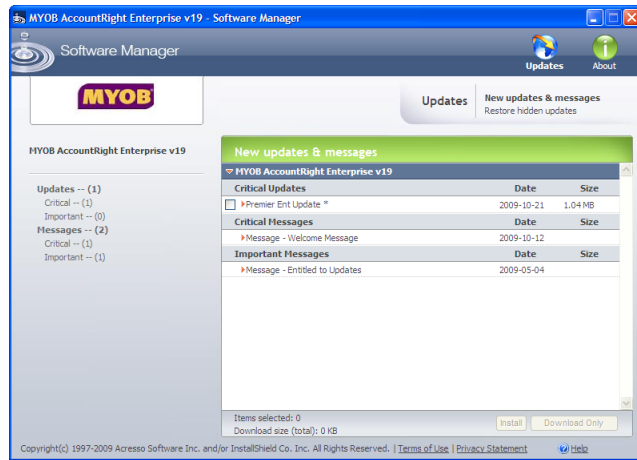 MYOB AccountRight Enterprise v19 - Software Manager
Software Manager
Updates About
MYOB
Updates
New updates & messages
Restore hidden updates
MYOB AccountRight Enterprise v19
Updates -- (1)
Critical -- (1)
Important -- (0)
Messages -- (2)
Critical -- (1)
Important -- (1)
New updates & messages
MYOB AccountRight Enterprise v19
Critical Updates Date Size
Premier Ent Update * 2009-10-21 1.04 MB
Critical Messages Date Size
Message - Welcome Message 2009-10-12
Important Messages Date Size
Message - Entitled to Updates 2009-05-04
Items selected: 0
Download size (total): 0 KB
Install Download Only
Copyright(c) 1997-2009 Acresso Software Inc. and/or InstallShield Co. Inc. All Rights Reserved. | Terms of Use | Privacy Statement Help